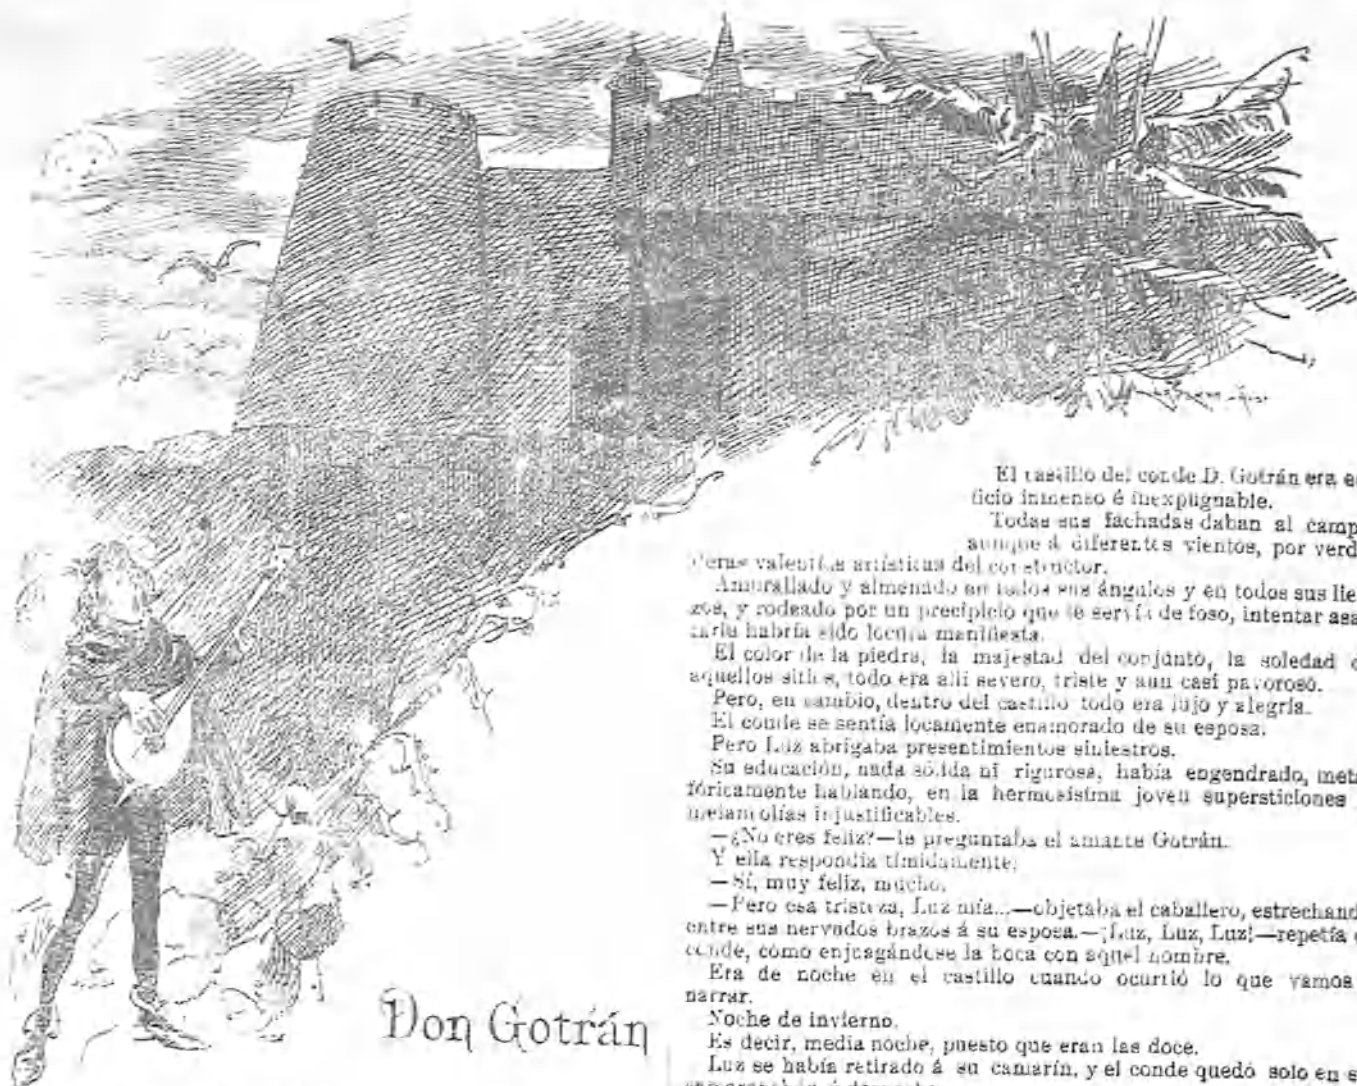 Don Gotrán
El castillo del conde D. Gotrán era e
ficio inmenso é inexpugnable.
Todas sus fachadas daban al camp
aunque á diferentes vientos, por verd
eras valentías artísticas del constructor.
Amurallado y almenado en todos sus ángulos y en todos sus lie
zos, y rodeado por un precipicio que le servía de foso, intentar asa
tarle habría sido locura manifiesta.
El color de la piedra, la majestad del conjunto, la soledad d
aquellos sitios, todo era allí severo, triste y aun casi pavoroso.
Pero, en cambio, dentro del castillo todo era lujo y alegría.
El conde se sentía locamente enamorado de su esposa.
Pero Luz abrigaba presentimientos siniestros.
Su educación, nada sólida ni rigurosa, había engendrado, meta
fóricamente hablando, en la hermosísima joven supersticiones
melancolías injustificables.
—¿No eres feliz?—le preguntaba el amante Gotrán.
Y ella respondía tímidamente:
—Sí, muy feliz, mucho.
—Pero esa tristeza, Luz mía...—objetaba el caballero, estrechand
entre sus nervudos brazos á su esposa.—¡Luz, Luz, Luz!—repetía e
conde, como enjuagándose la boca con aquel nombre.
Era de noche en el castillo cuando ocurrió lo que vamos
narrar.
Noche de invierno.
Es decir, media noche, puesto que eran las doce.
Luz se había retirado á su camarín, y el conde quedó solo en s